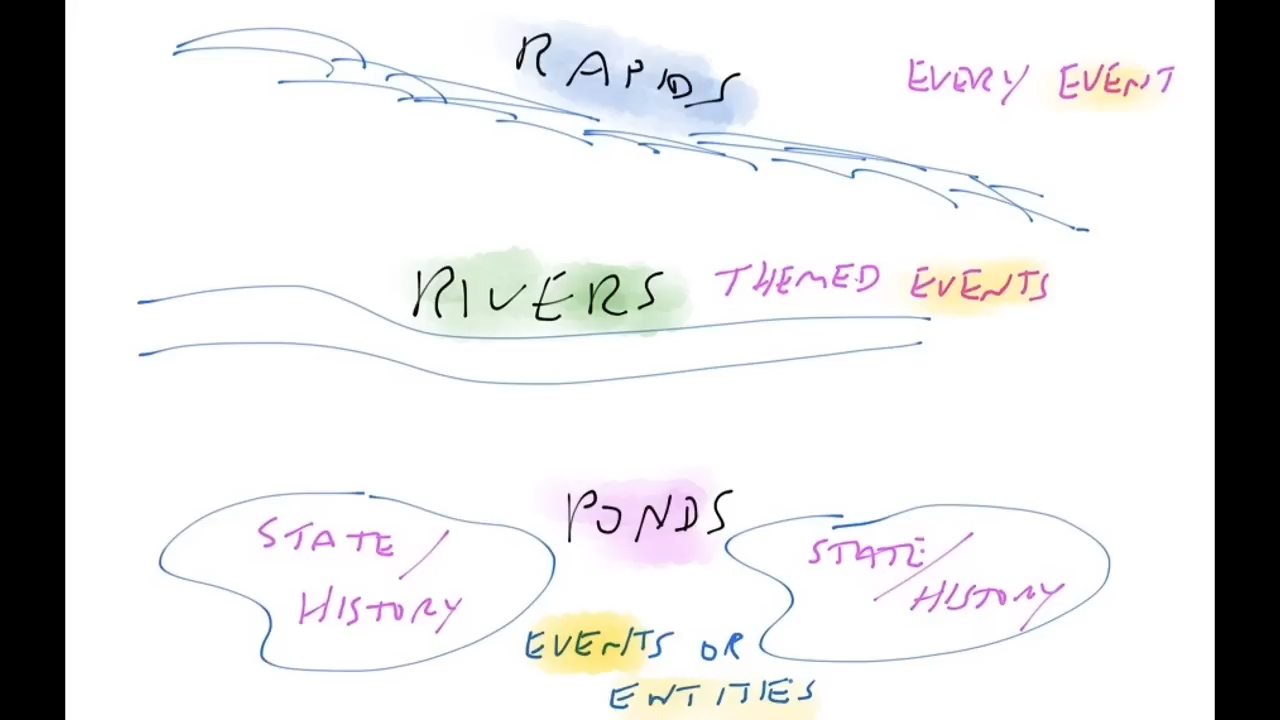 RAPIDS
EVERY EVENT
RIVERS
THEMED EVENTS
PONDS
STATE/
HISTORY
STATE/
HISTORY
EVENTS OR
ENTITIES